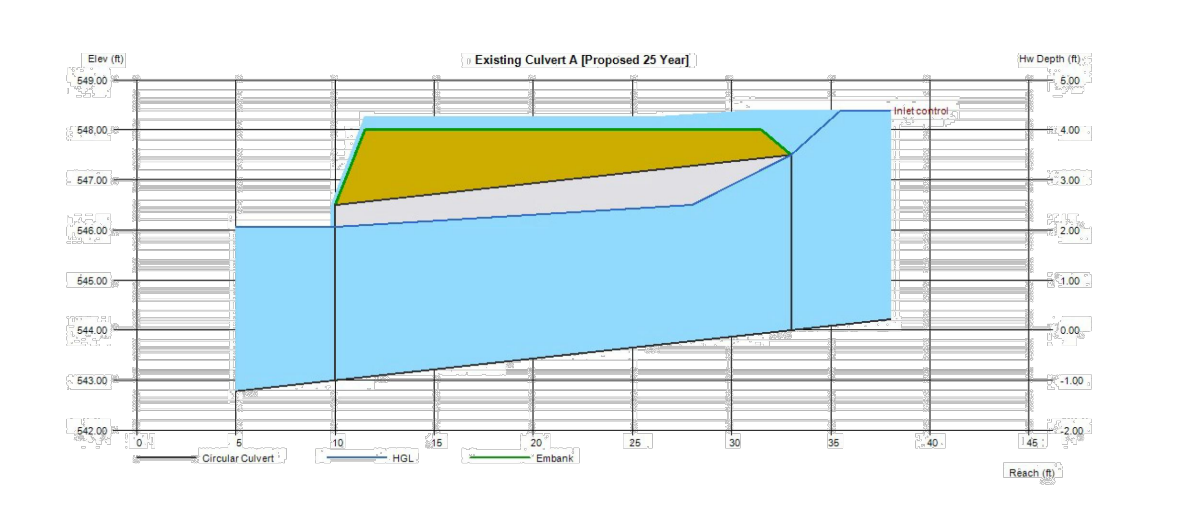 Elev (ft) Existing Culvert A [Proposed 25 Year] Hw Depth (ft)
549.00 5.00
Inlet control
548.00 4.00
547.00 3.00
546.00 2.00
545.00 1.00
544.00 0.00
543.00 -1.00
542.00 -2.00
0 5 10 15 20 25 30 35 40 45
Circular Culvert HGL Embank
Reach (ft)